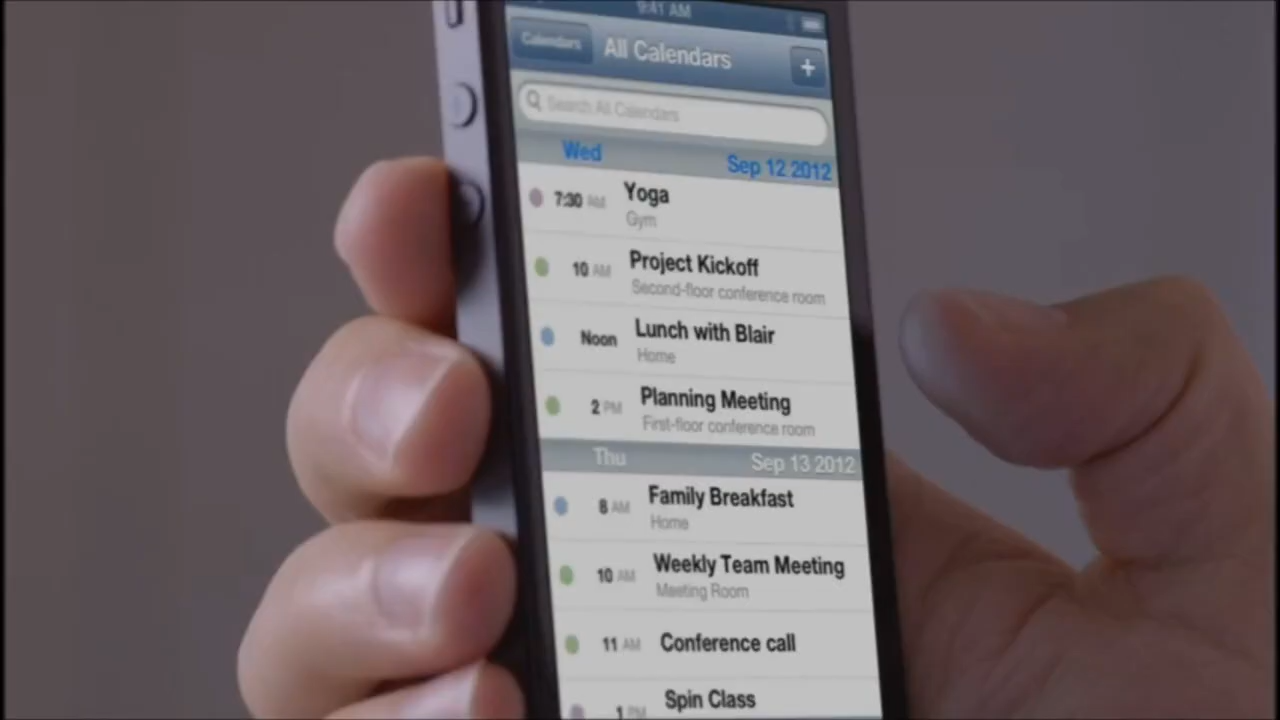 9:41 AM
Calendars All Calendars +
Search All Calendars
Wed Sep 12 2012
7:30 AM Yoga
Gym
10 AM Project Kickoff
Second-floor conference room
Noon Lunch with Blair
Home
2 PM Planning Meeting
First-floor conference room
Thu Sep 13 2012
8 AM Family Breakfast
Home
10 AM Weekly Team Meeting
Meeting Room
11 AM Conference call
1 PM Spin Class